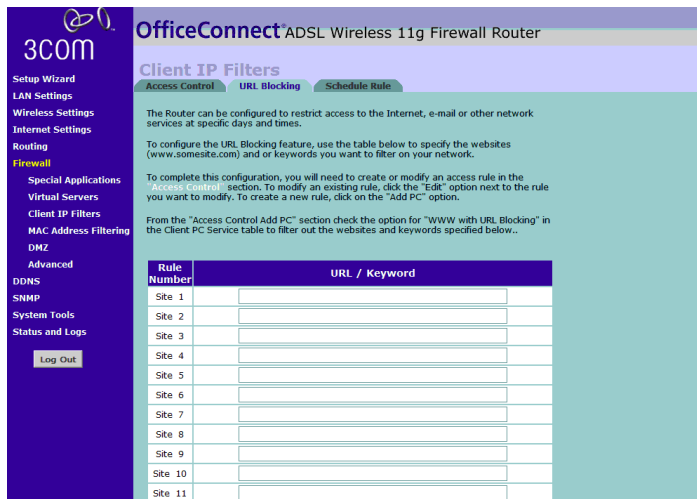 3COM
OfficeConnect® ADSL Wireless 11g Firewall Router
Setup Wizard
LAN Settings
Wireless Settings
Internet Settings
Routing
Firewall
Special Applications
Virtual Servers
Client IP Filters
MAC Address Filtering
DMZ
Advanced
DDNS
SNMP
System Tools
Status and Logs
Log Out
Client IP Filters
Access Control URL Blocking Schedule Rule
The Router can be configured to restrict access to the Internet, e-mail or other network
services at specific days and times.
To configure the URL Blocking feature, use the table below to specify the websites
(www.somesite.com) and or keywords you want to filter on your network.
To complete this configuration, you will need to create or modify an access rule in the
"Access Control" section. To modify an existing rule, click the "Edit" option next to the rule
you want to modify. To create a new rule, click on the "Add PC" option.
From the "Access Control Add PC" section check the option for "WWW with URL Blocking" in
the Client PC Service table to filter out the websites and keywords specified below..
Rule Number URL / Keyword
Site 1
Site 2
Site 3
Site 4
Site 5
Site 6
Site 7
Site 8
Site 9
Site 10
Site 11